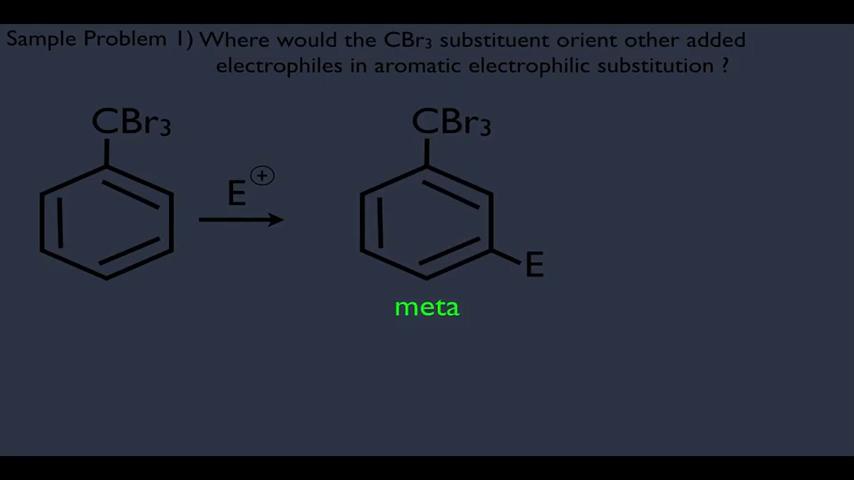 Sample Problem 1) Where would the CBr₃ substituent orient other added
electrophiles in aromatic electrophilic substitution ?
CBr₃
CBr₃
E⊕
E
meta